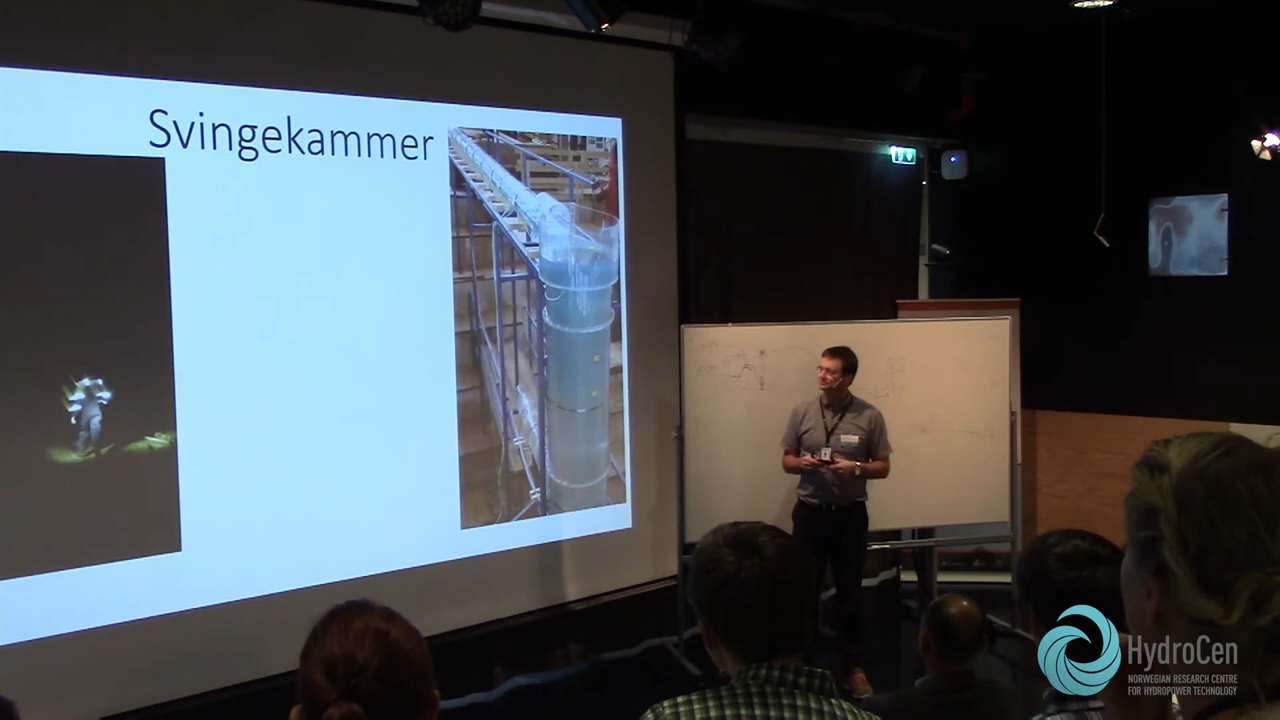 Svingekammer
HydroCen
NORWEGIAN RESEARCH CENTRE
FOR HYDROPOWER TECHNOLOGY